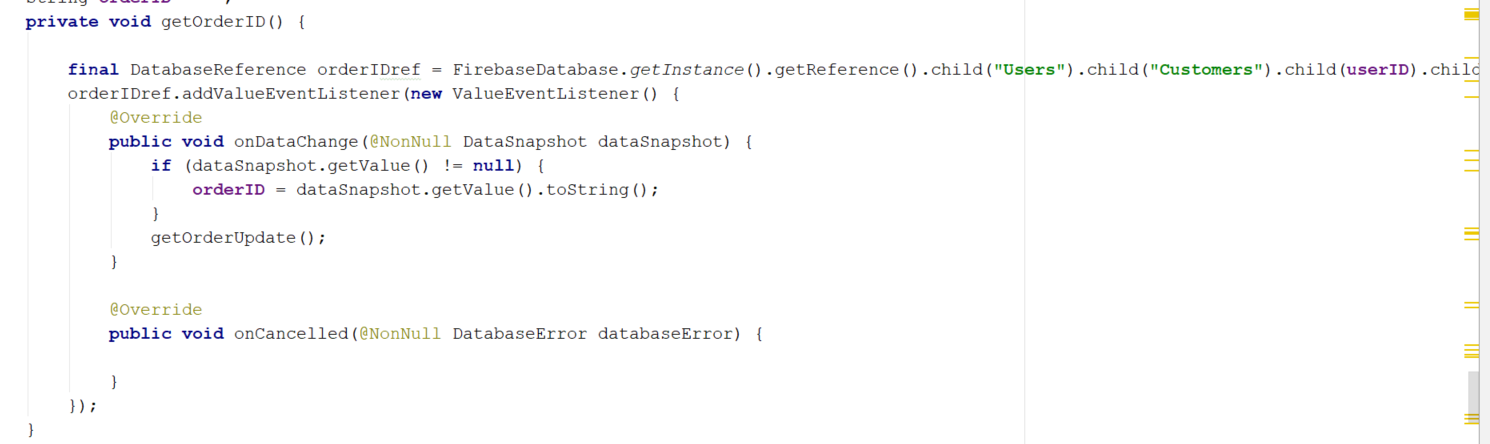 private void getOrderID() {
final DatabaseReference orderIDref = FirebaseDatabase.getInstance().getReference().child("Users").child("Customers").child(userID).child
orderIDref.addValueEventListener(new ValueEventListener() {
@Override
public void onDataChange(@NonNull DataSnapshot dataSnapshot) {
if (dataSnapshot.getValue() != null) {
orderID = dataSnapshot.getValue().toString();
}
getOrderUpdate();
}
@Override
public void onCancelled(@NonNull DatabaseError databaseError) {
}
});
}